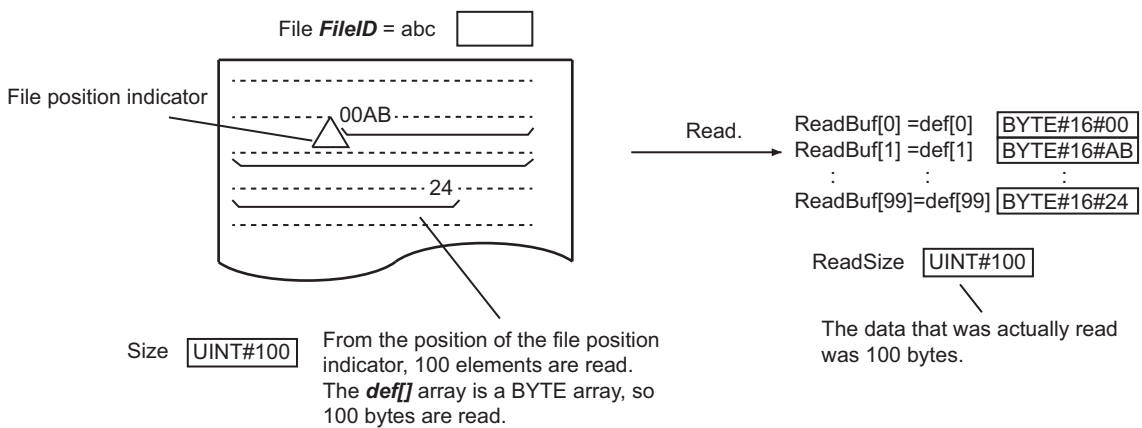 File FileID = abc
File position indicator
00AB
24
Read.
ReadBuf[0] =def[0] BYTE#16#00
ReadBuf[1] =def[1] BYTE#16#AB
: : :
ReadBuf[99]=def[99] BYTE#16#24
ReadSize UINT#100
The data that was actually read
was 100 bytes.
Size UINT#100
From the position of the file position
indicator, 100 elements are read.
The def[] array is a BYTE array, so
100 bytes are read.